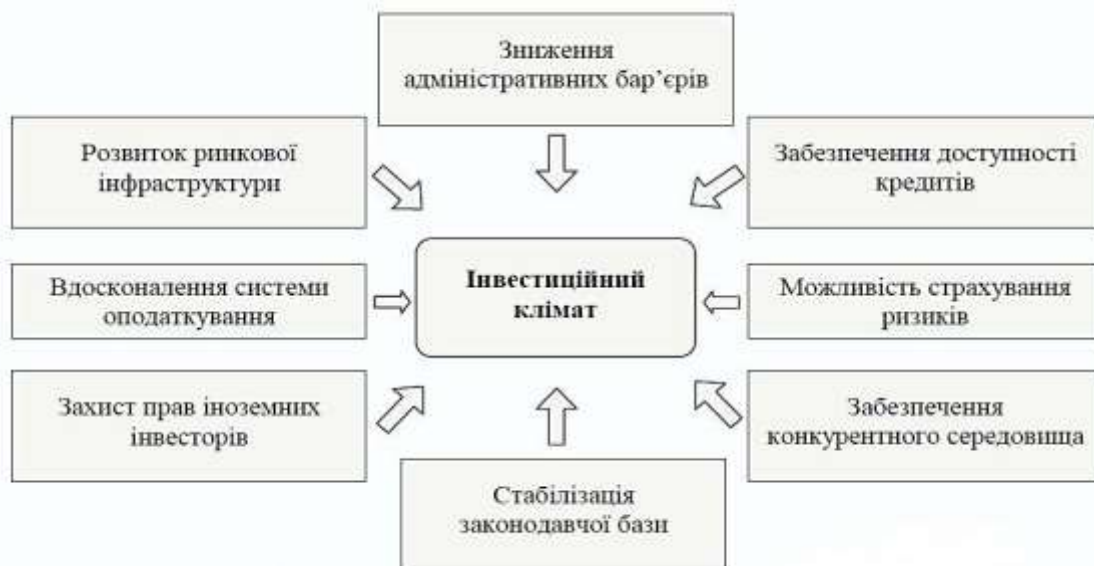 Зниження
адміністративних бар’єрів
Розвиток ринкової
інфраструктури
Забезпечення доступності
кредитів
Вдосконалення системи
оподаткування
Інвестиційний
клімат
Можливість страхування
ризиків
Захист прав іноземних
інвесторів
Забезпечення
конкурентного середовища
Стабілізація
законодавчої бази